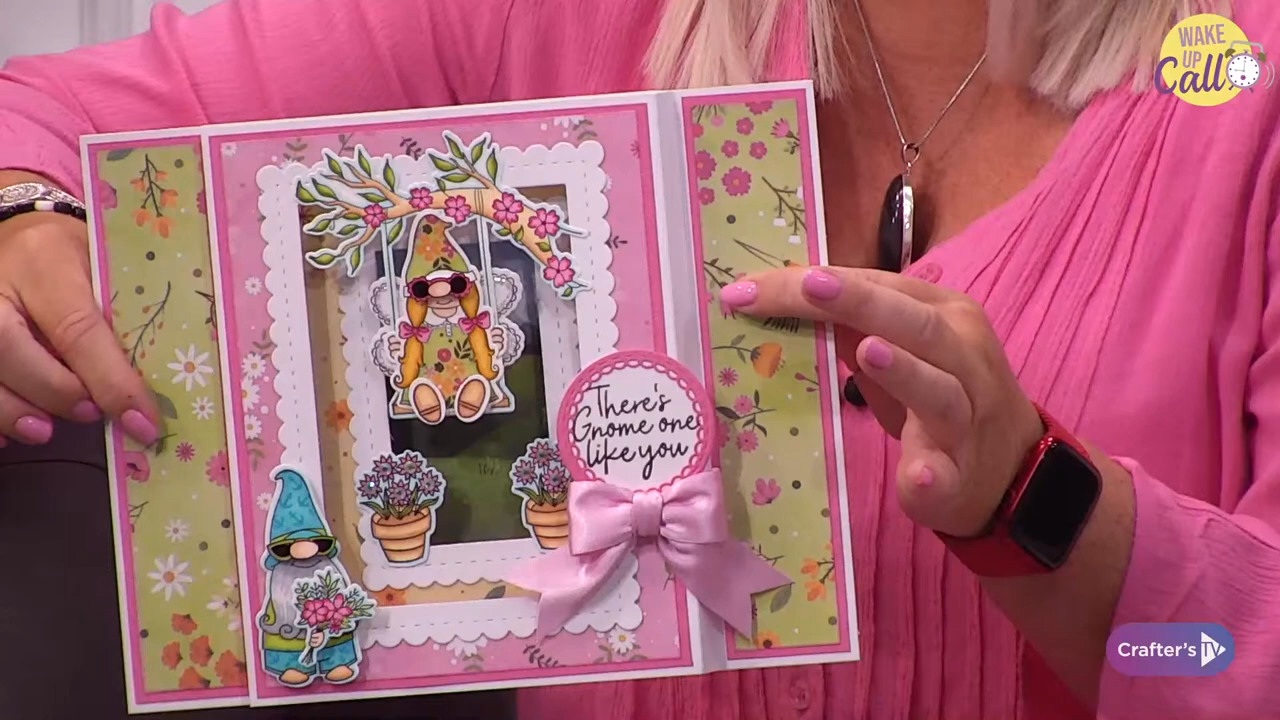 WAKE
UP
Call
There's
Gnome one
like you
Crafter's TV